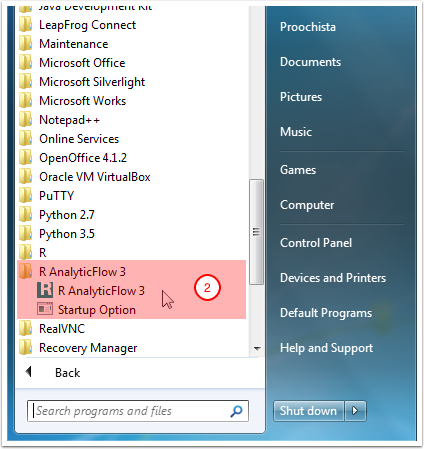 Java Development Kit
LeapFrog Connect
Maintenance
Microsoft Office
Microsoft Silverlight
Microsoft Works
Notepad++
Online Services
OpenOffice 4.1.2
Oracle VM VirtualBox
PuTTY
Python 2.7
Python 3.5
R
R AnalyticFlow 3
R AnalyticFlow 3
Startup Option
2
RealVNC
Recovery Manager
Back
Search programs and files
Proochista
Documents
Pictures
Music
Games
Computer
Control Panel
Devices and Printers
Default Programs
Help and Support
Shut down